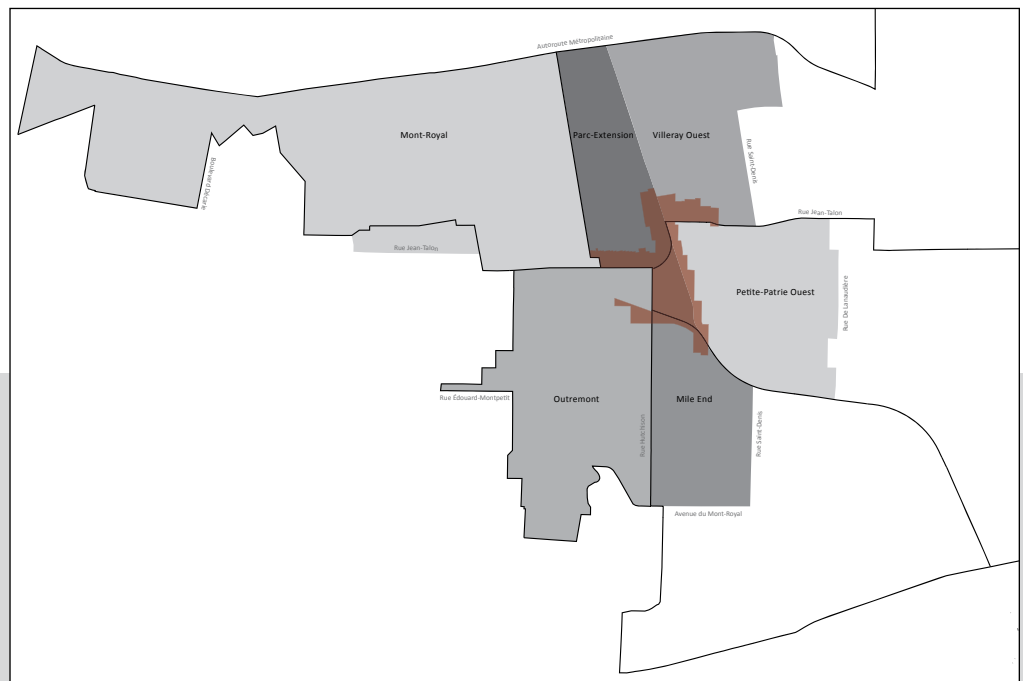 Autoroute Métropolitaine
Mont-Royal
Parc-Extension
Villeray Ouest
Boulevard Décarie
Rue Saint-Denis
Rue Jean-Talon
Rue Jean-Talon
Petite-Patrie Ouest
Rue De Lanaudière
Rue Édouard-Montpetit
Outremont
Rue Hutchison
Mile End
Rue Saint-Denis
Avenue du Mont-Royal